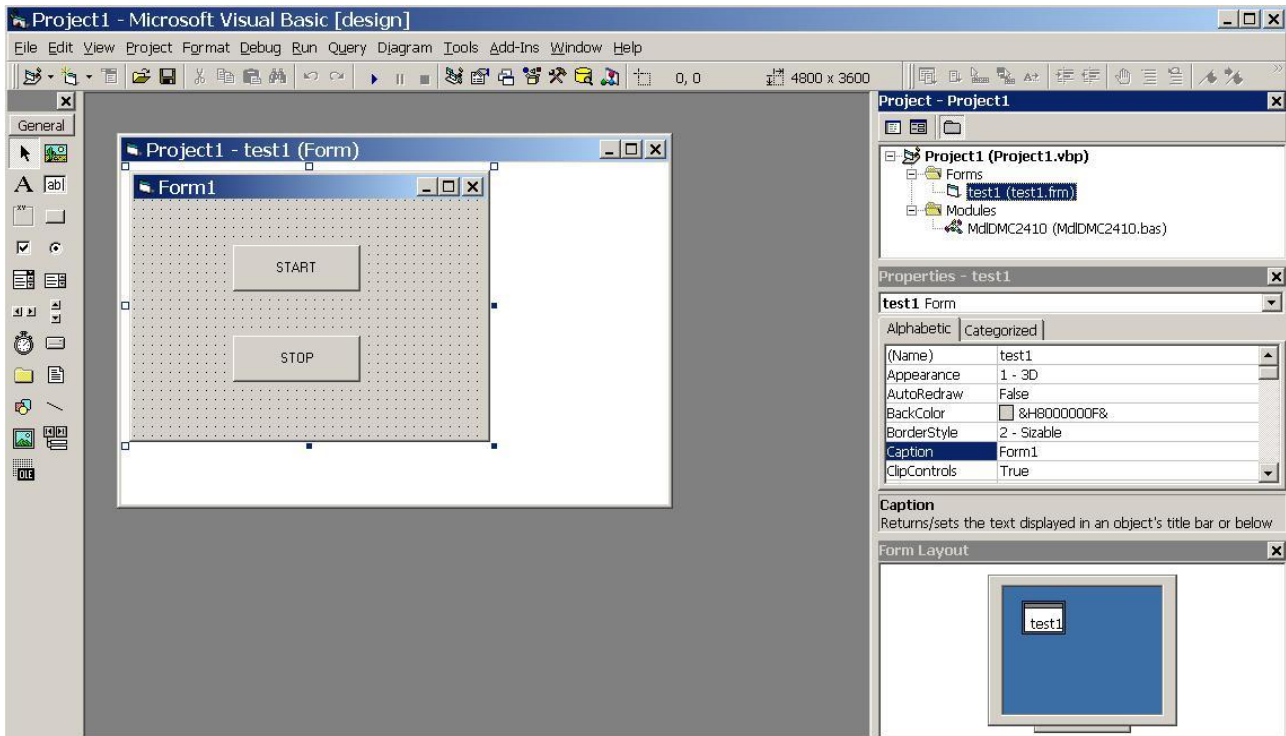 Project1 - Microsoft Visual Basic [design]
File Edit View Project Format Debug Run Query Diagram Tools Add-Ins Window Help
0, 0 4800 x 3600
General
A ab|
XY
OLE
Project1 - test1 (Form)
Form1
START
STOP
Project - Project1
Project1 (Project1.vbp)
Forms
test1 (test1.frm)
Modules
MdlDMC2410 (MdlDMC2410.bas)
Properties - test1
test1 Form
Alphabetic Categorized
(Name) test1
Appearance 1 - 3D
AutoRedraw False
BackColor &H8000000F&
BorderStyle 2 - Sizable
Caption Form1
ClipControls True
Caption
Returns/sets the text displayed in an object's title bar or below
Form Layout
test1